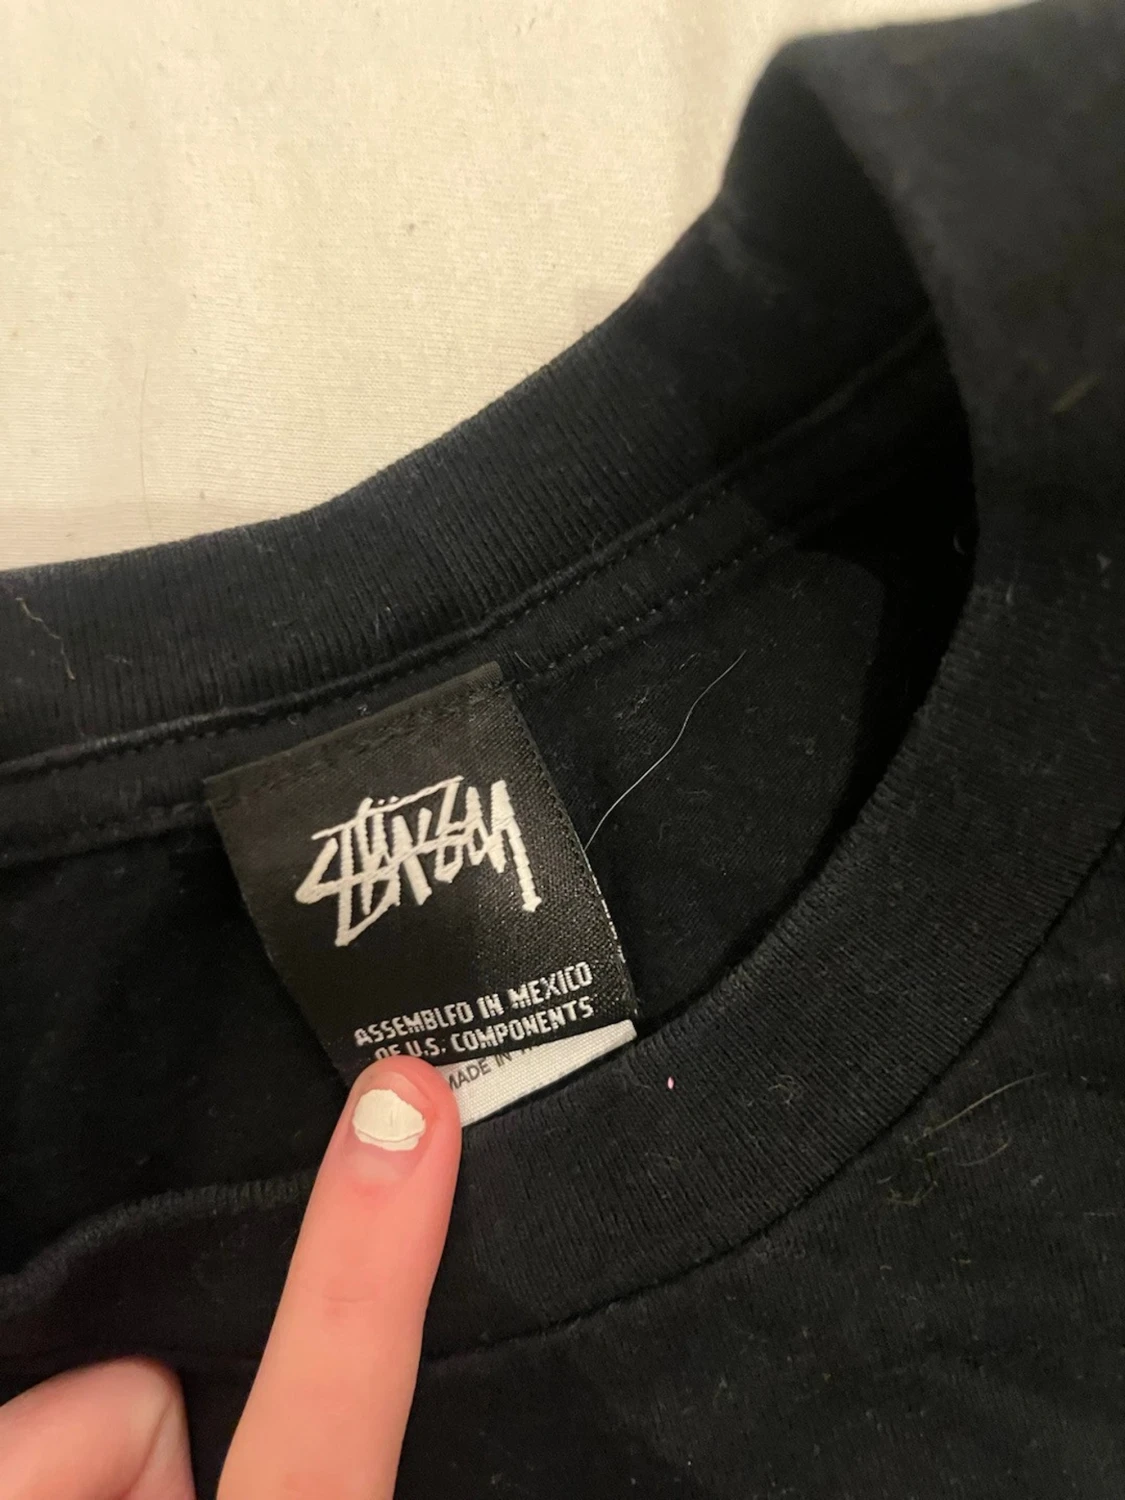 STÜSSY
ASSEMBLED IN MEXICO
OF U.S. COMPONENTS
MADE IN